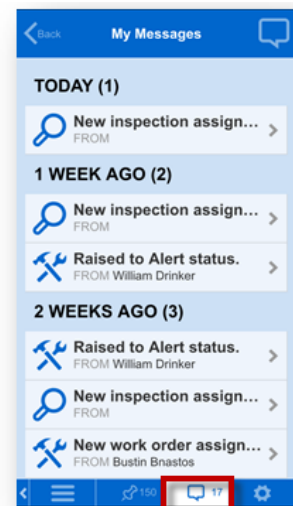 Back My Messages
TODAY (1)
New inspection assign...
FROM
1 WEEK AGO (2)
New inspection assign...
FROM
Raised to Alert status.
FROM William Drinker
2 WEEKS AGO (3)
Raised to Alert status.
FROM William Drinker
New inspection assign...
FROM
New work order assign...
FROM Bustin Bnastos
150 17